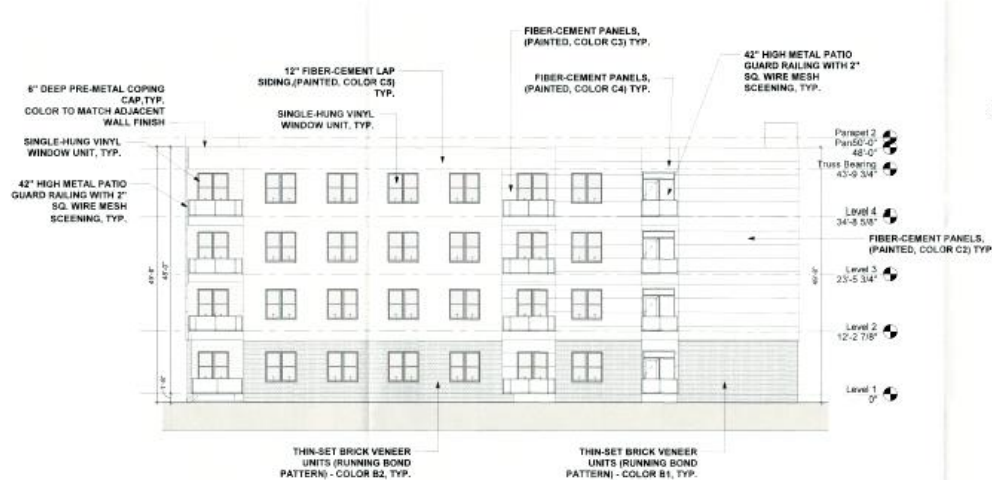 FIBER-CEMENT PANELS,
(PAINTED, COLOR C3) TYP.
42" HIGH METAL PATIO
GUARD RAILING WITH 2"
SQ. WIRE MESH
SCEENING, TYP.
12" FIBER-CEMENT LAP
SIDING,(PAINTED, COLOR C5)
TYP.
FIBER-CEMENT PANELS,
(PAINTED, COLOR C4) TYP.
6" DEEP PRE-METAL COPING
CAP,TYP.
COLOR TO MATCH ADJACENT
WALL FINISH
SINGLE-HUNG VINYL
WINDOW UNIT, TYP.
SINGLE-HUNG VINYL
WINDOW UNIT, TYP.
42" HIGH METAL PATIO
GUARD RAILING WITH 2"
SQ. WIRE MESH
SCEENING, TYP.
Parapet 2
50'-0"
48'-0"
Truss Bearing
43'-9 3/4"
Level 4
34'-8 5/8"
FIBER-CEMENT PANELS,
(PAINTED, COLOR C2) TYP
Level 3
23'-5 3/4"
Level 2
12'-2 7/8"
Level 1
0"
THIN-SET BRICK VENEER
UNITS (RUNNING BOND
PATTERN) - COLOR B2, TYP.
THIN-SET BRICK VENEER
UNITS (RUNNING BOND
PATTERN) - COLOR B1, TYP.